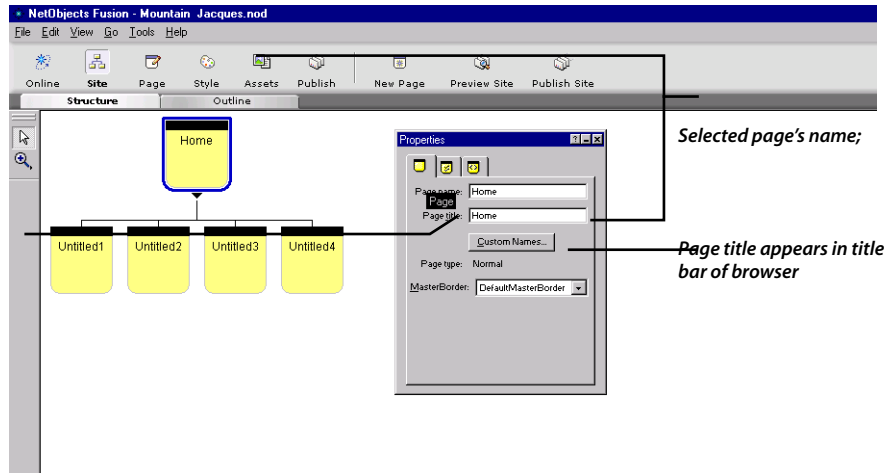 NetObjects Fusion - Mountain Jacques.nod
File Edit View Go Tools Help
Online Site Page Style Assets Publish New Page Preview Site Publish Site
Structure Outline
Home
Untitled1 Untitled2 Untitled3 Untitled4
Properties
Page name: Home
Page
Page title: Home
Custom Names...
Page type: Normal
MasterBorder: DefaultMasterBorder
Selected page's name;
Page title appears in title
bar of browser